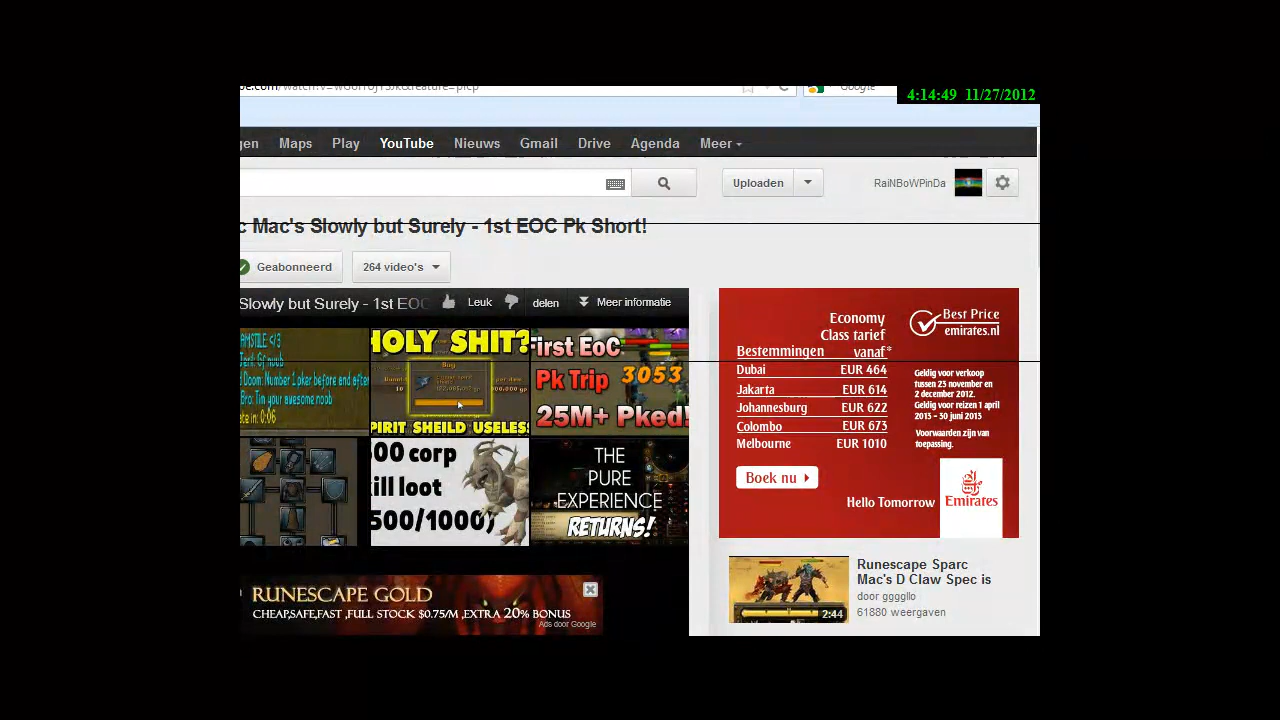 4:14:49 11/27/2012
Google
Maps Play YouTube Nieuws Gmail Drive Agenda Meer
Uploaden
RaiNBoWPinDa
c Mac's Slowly but Surely - 1st EOC Pk Short!
Geabonneerd
264 video's
Slowly but Surely - 1st EOC
Leuk
delen
Meer informatie
HOLY SHIT?
Bug
PIRIT SHEILD USELESS
First EoC
Pk Trip 3053
25M+ Pked!
00 corp
ill loot
500/1000)
THE
PURE
EXPERIENCE
RETURNS!
RUNESCAPE GOLD
CHEAP,SAFE,FAST ,FULL STOCK $0.75/M ,EXTRA 20% BONUS
Ads door Google
Economy
Class tarief
Bestemmingen vanaf*
Dubai EUR 464
Jakarta EUR 614
Johannesburg EUR 622
Colombo EUR 673
Melbourne EUR 1010
Boek nu
Hello Tomorrow
Best Price
emirates.nl
Geldig voor verkoop
tussen 23 november en
2 december 2012.
Geldig voor reizen 1 april
2013 - 30 juni 2013
Voorwaarden zijn van
toepassing.
Emirates
Runescape Sparc
Mac's D Claw Spec is
door ggggllo
61880 weergaven
2:44